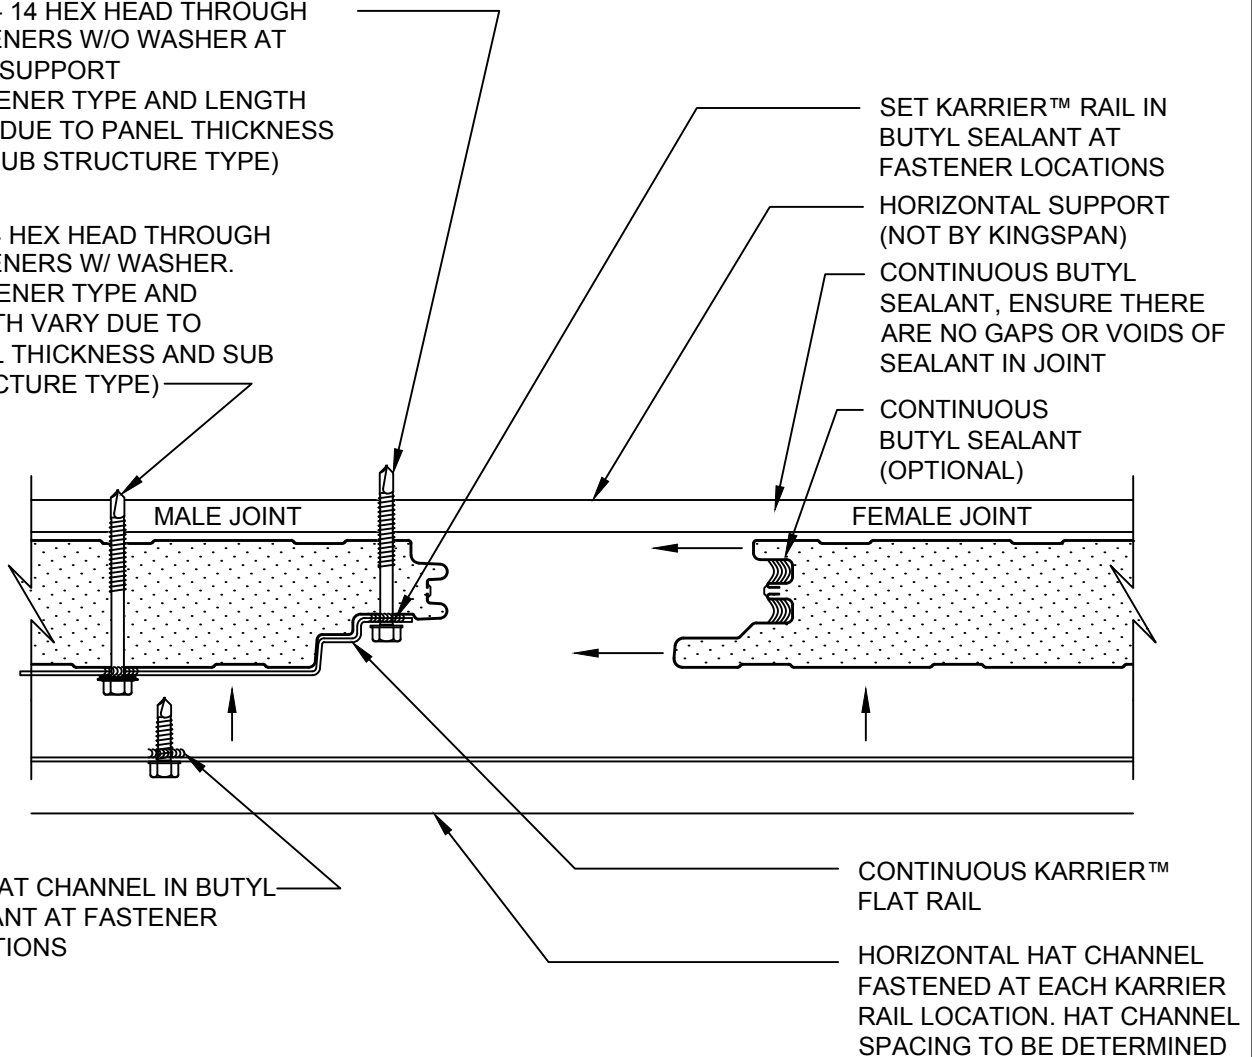 - 14 HEX HEAD THROUGH
ENERS W/O WASHER AT
SUPPORT
ENER TYPE AND LENGTH
DUE TO PANEL THICKNESS
UB STRUCTURE TYPE)
HEX HEAD THROUGH
ENERS W/ WASHER.
ENER TYPE AND
TH VARY DUE TO
L THICKNESS AND SUB
CTURE TYPE)
SET KARRIER™ RAIL IN
BUTYL SEALANT AT
FASTENER LOCATIONS
HORIZONTAL SUPPORT
(NOT BY KINGSPAN)
CONTINUOUS BUTYL
SEALANT, ENSURE THERE
ARE NO GAPS OR VOIDS OF
SEALANT IN JOINT
CONTINUOUS
BUTYL SEALANT
(OPTIONAL)
MALE JOINT
FEMALE JOINT
AT CHANNEL IN BUTYL
ANT AT FASTENER
TIONS
CONTINUOUS KARRIER™
FLAT RAIL
HORIZONTAL HAT CHANNEL
FASTENED AT EACH KARRIER
RAIL LOCATION. HAT CHANNEL
SPACING TO BE DETERMINED